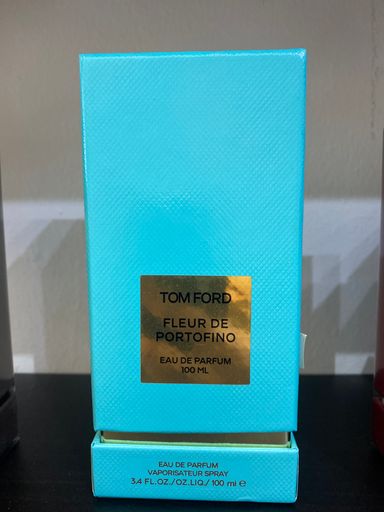 TOM FORD
FLEUR DE
PORTOFINO
EAU DE PARFUM
100 ML
EAU DE PARFUM
VAPORISATEUR SPRAY
3.4 FL.OZ./OZ.LIQ./100 ml e